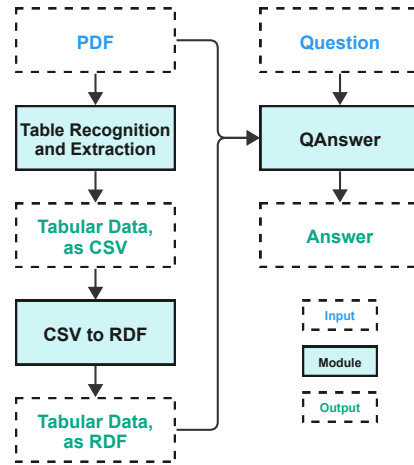 PDF
Table Recognition
and Extraction
Tabular Data,
as CSV
CSV to RDF
Tabular Data,
as RDF
Question
QAnswer
Answer
Input
Module
Output